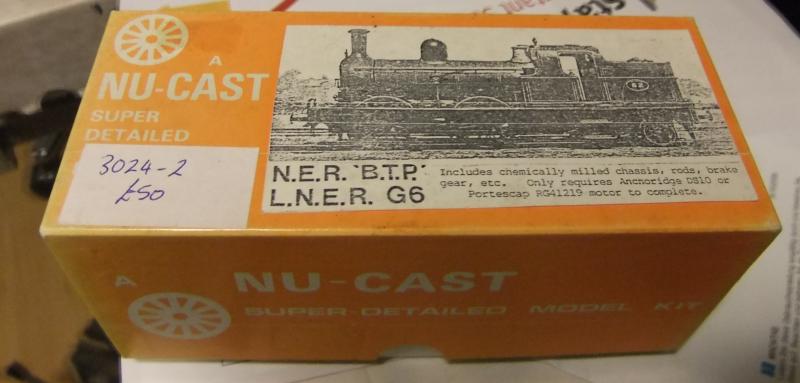 A
NU-CAST
SUPER
DETAILED
3024-2
£50
82
N.E.R. 'B.T.P.'
L.N.E.R. G6
Includes chemically milled chassis, rods, brake
gear, etc. Only requires Anchoridge DS10 or
Portescap RG41219 motor to complete.
A
NU-CAST
SUPER-DETAILED MODEL KIT